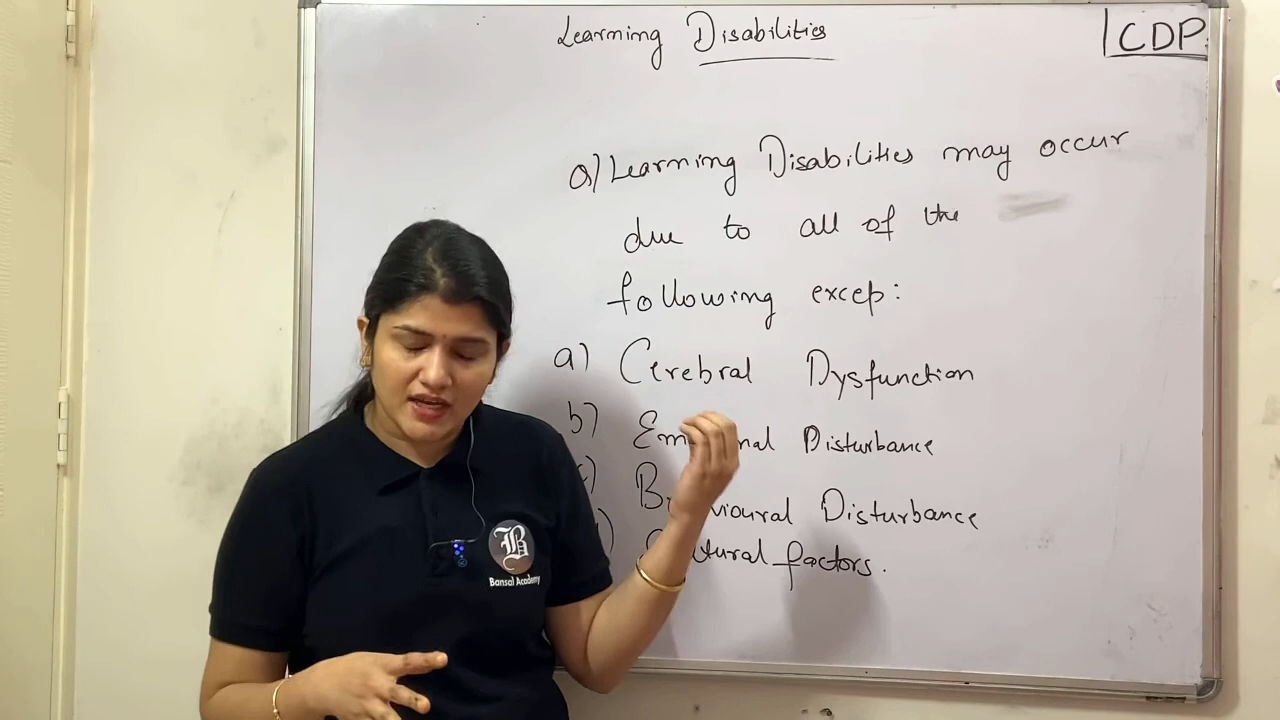 Learning Disabilities
CDP
Q) Learning Disabilities may occur
due to all of the
following excep:
a) Cerebral Dysfunction
b) Disturbance
Disturbance
factors.
B
Bansal Academy